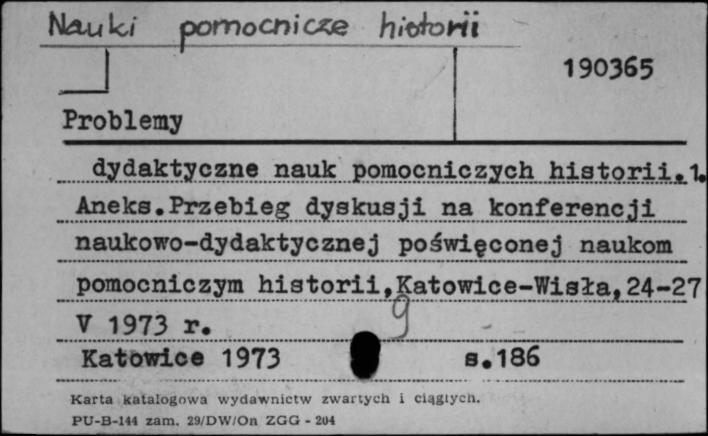 Nauki pomocnicze historii
190365
Problemy
dydaktyczne nauk pomocniczych historii.1.
Aneks.Przebieg dyskusji na konferencji
naukowo-dydaktycznej poświęconej naukom
pomocniczym historii,Katowice-Wisła,24-27
V 1973 r.
9
Katowice 1973 s.186
Karta katalogowa wydawnictw zwartych i ciągłych.
PU-B-144 zam. 29/DW/On ZGG - 204